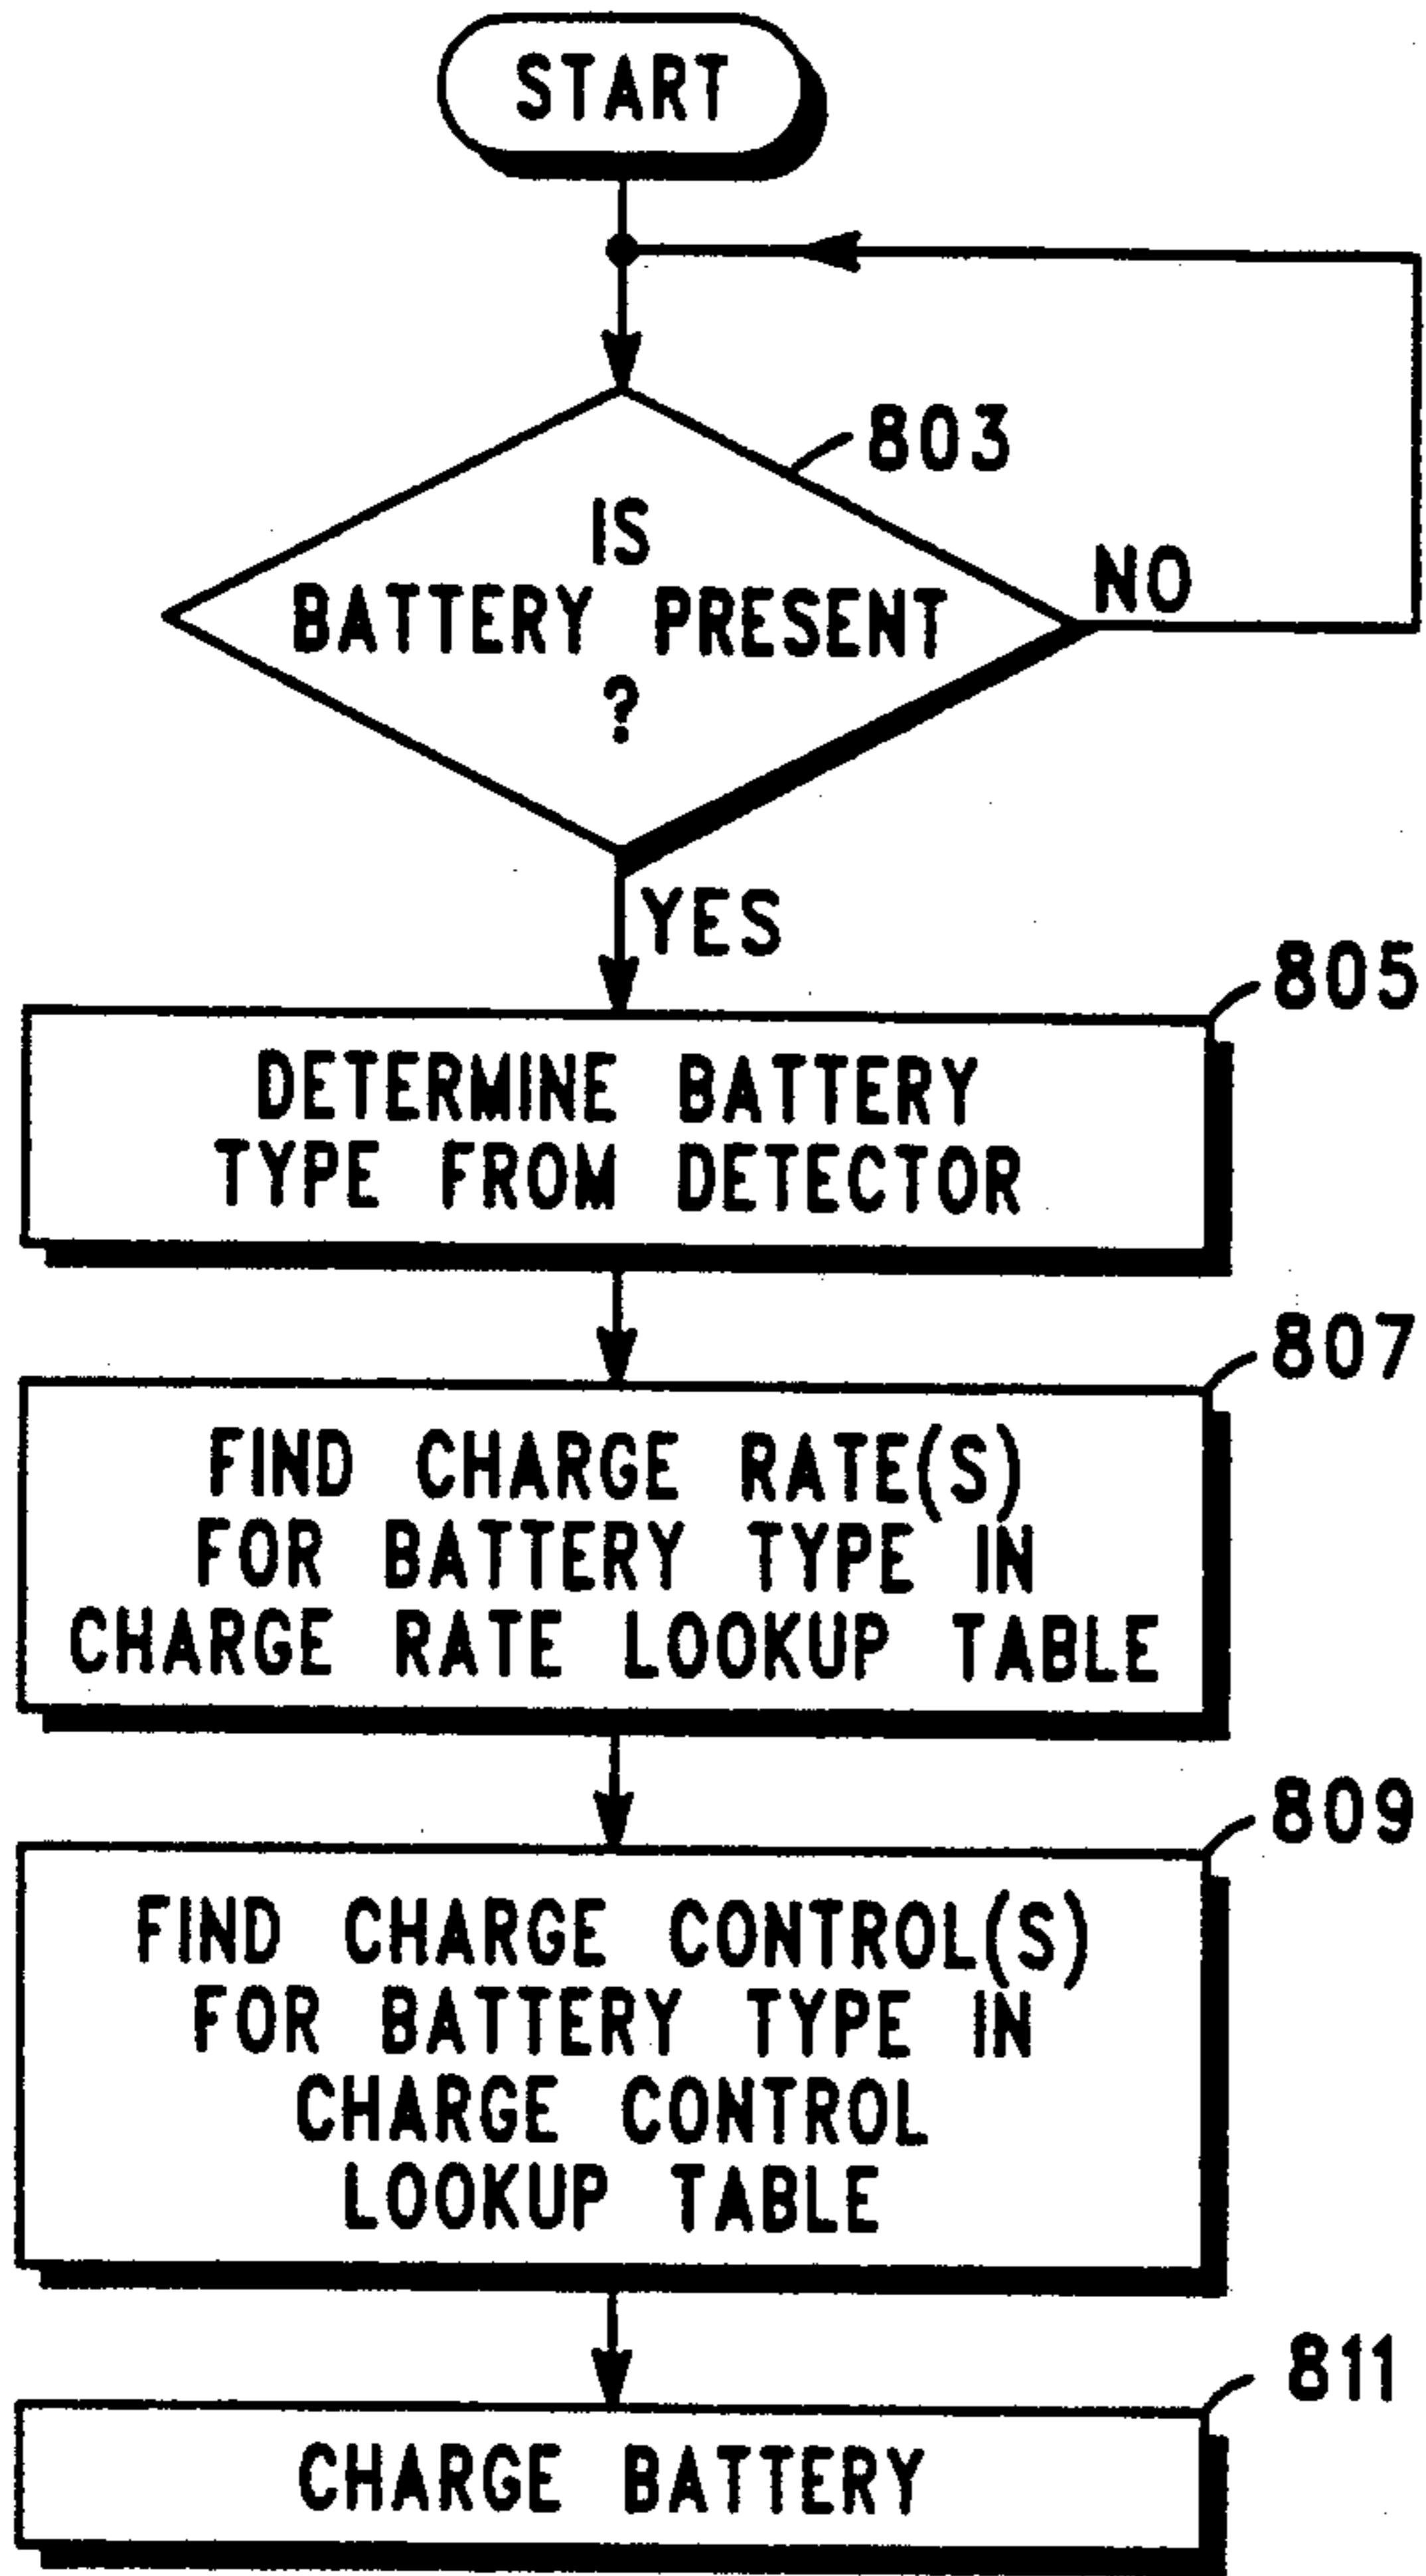 START
803
IS
BATTERY PRESENT
?
NO
YES
805
DETERMINE BATTERY
TYPE FROM DETECTOR
807
FIND CHARGE RATE(S)
FOR BATTERY TYPE IN
CHARGE RATE LOOKUP TABLE
809
FIND CHARGE CONTROL(S)
FOR BATTERY TYPE IN
CHARGE CONTROL
LOOKUP TABLE
811
CHARGE BATTERY